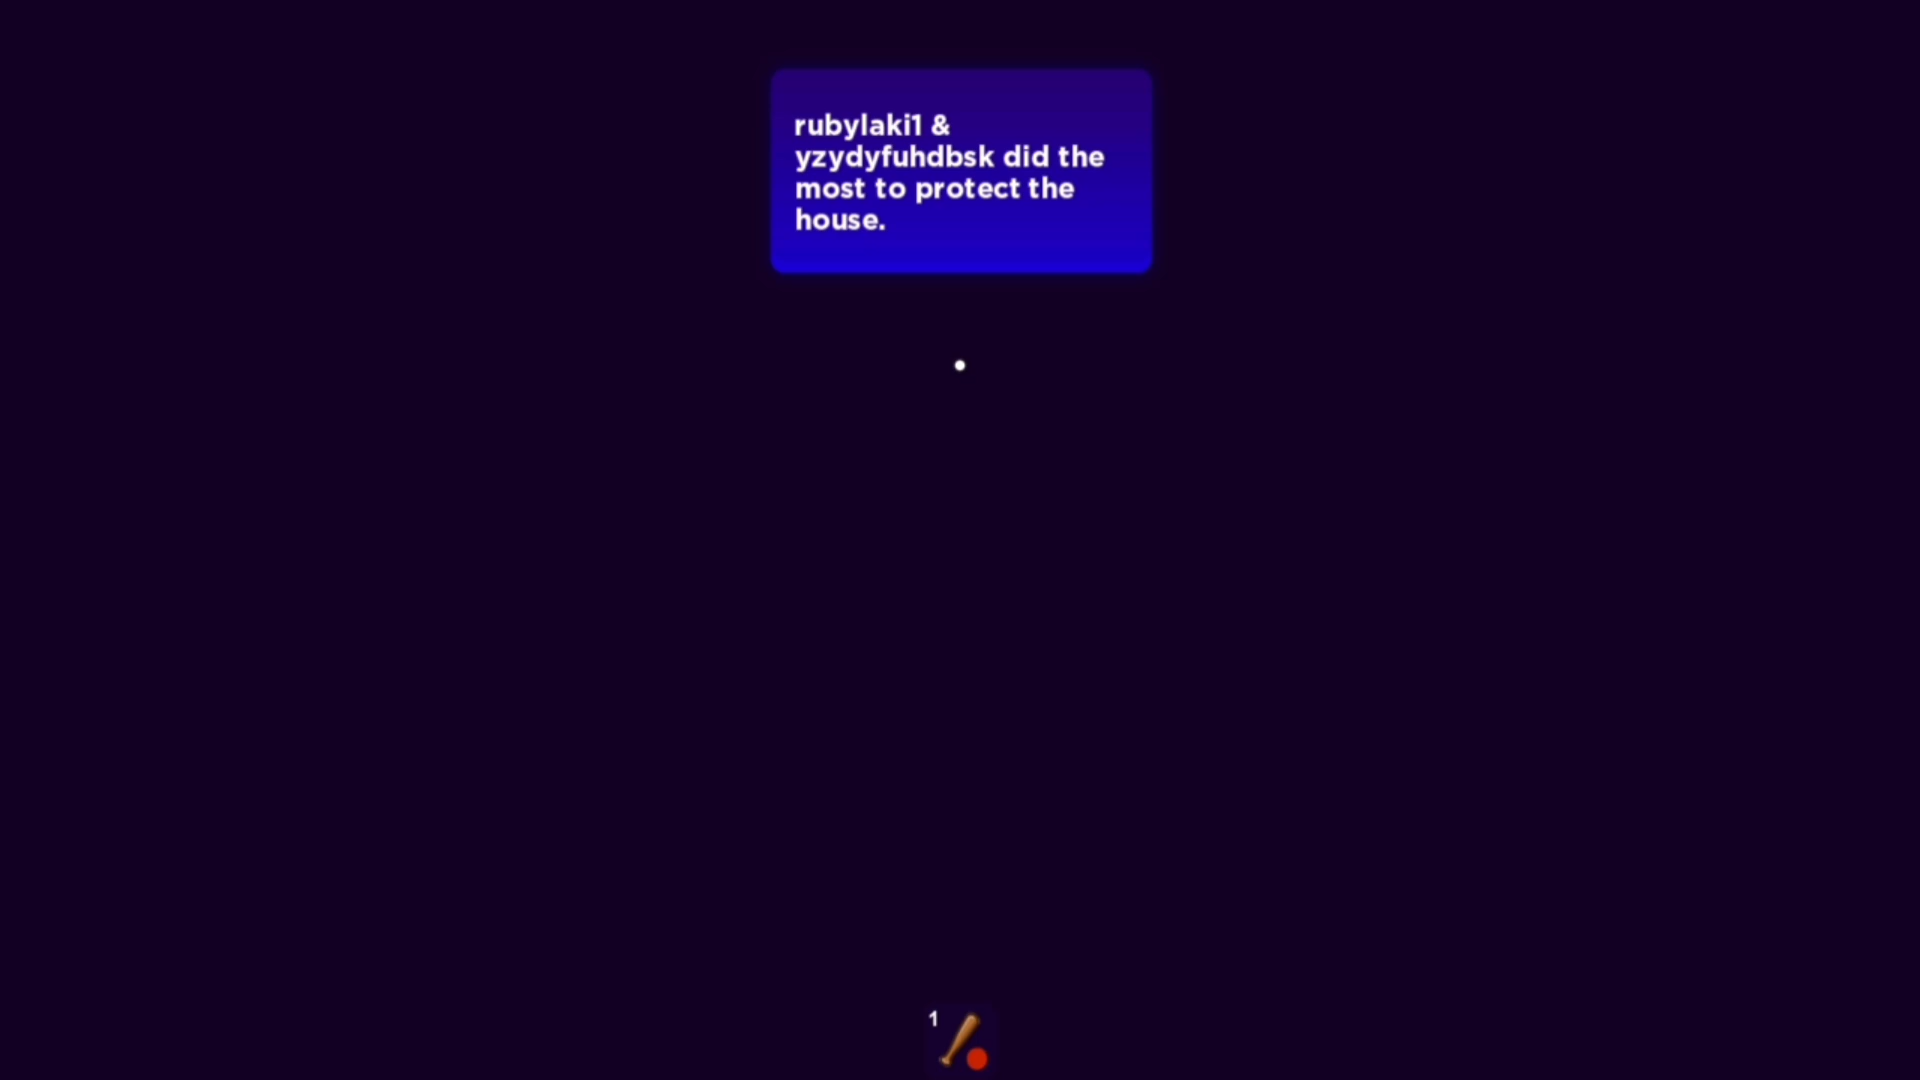 rubylaki1 &
yzydyfuhdbsk did the
most to protect the
house.
1